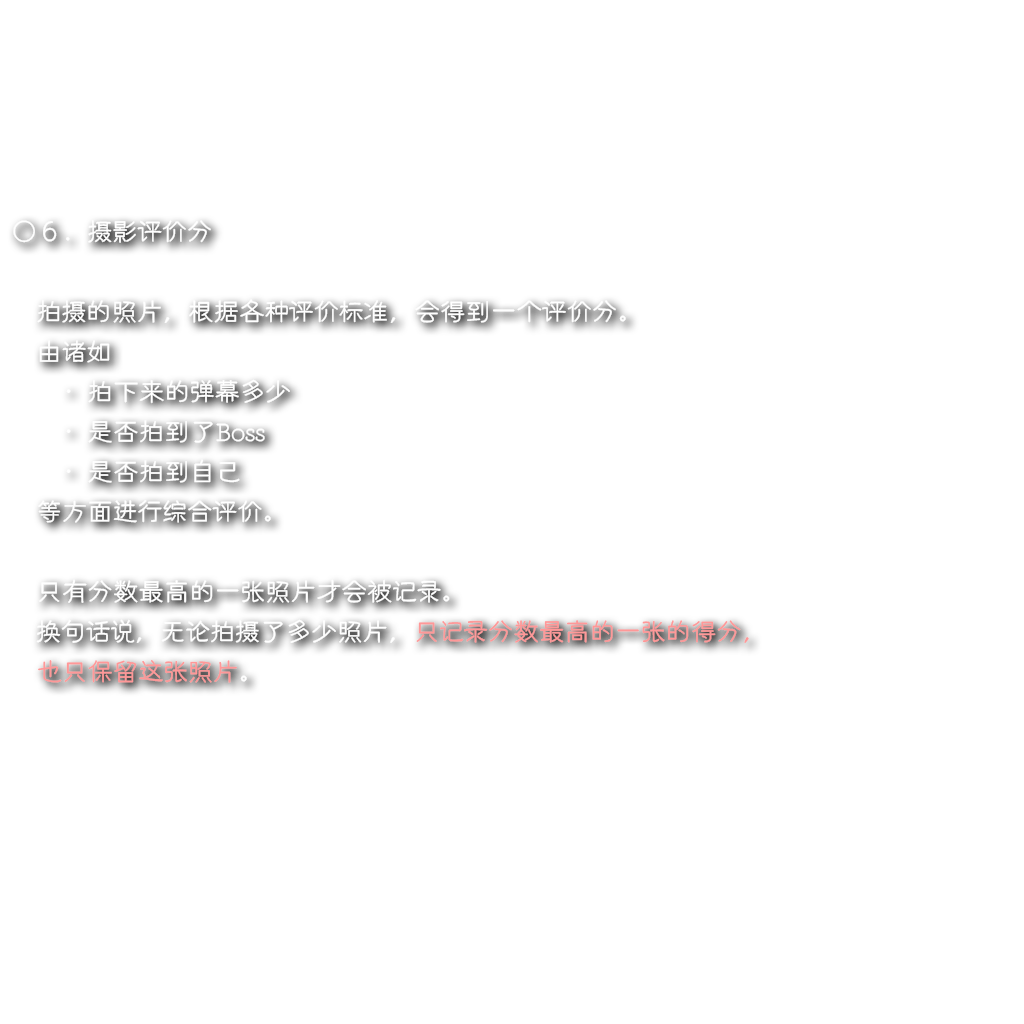 〇６．摄影评价分
拍摄的照片，根据各种评价标准，会得到一个评价分。
由诸如
・拍下来的弹幕多少
・是否拍到了Boss
・是否拍到自己
等方面进行综合评价。
只有分数最高的一张照片才会被记录。
换句话说，无论拍摄了多少照片，只记录分数最高的一张的得分，
也只保留这张照片。